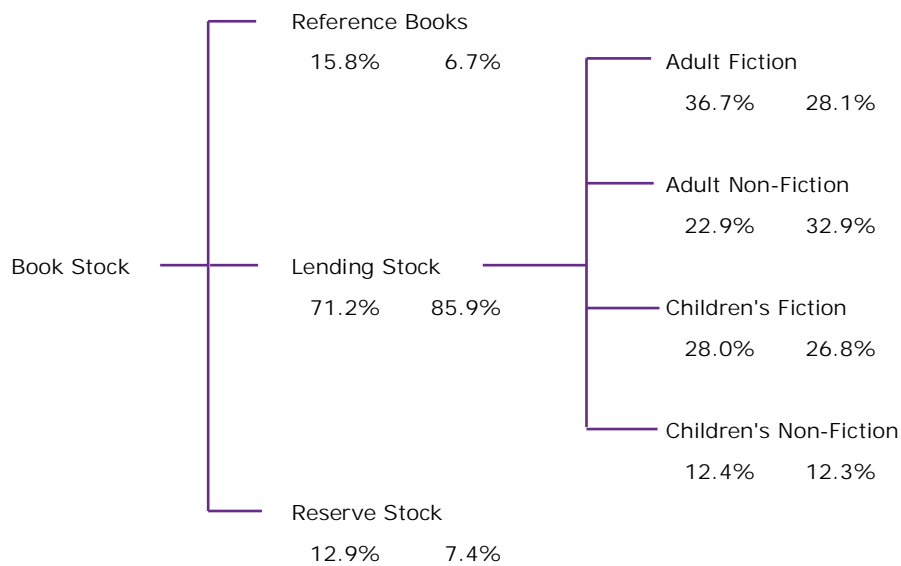 Reference Books
15.8% 6.7%
Adult Fiction
36.7% 28.1%
Adult Non-Fiction
22.9% 32.9%
Book Stock
Lending Stock
71.2% 85.9%
Children's Fiction
28.0% 26.8%
Children's Non-Fiction
12.4% 12.3%
Reserve Stock
12.9% 7.4%